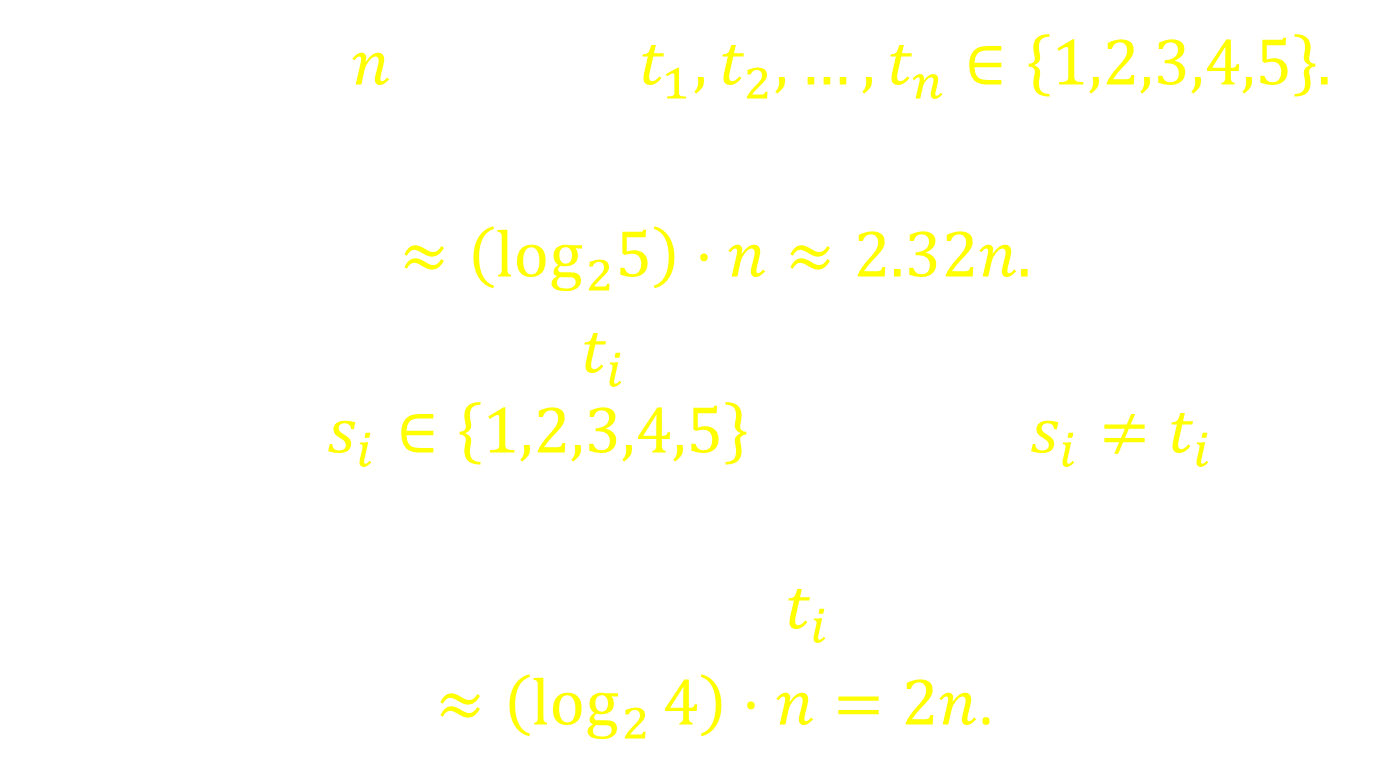 n t₁, t₂, … , tₙ ∈ {1,2,3,4,5}.
≈ (log₂5) · n ≈ 2.32n.
tᵢ
sᵢ ∈ {1,2,3,4,5} sᵢ ≠ tᵢ
tᵢ
≈ (log₂ 4) · n = 2n.